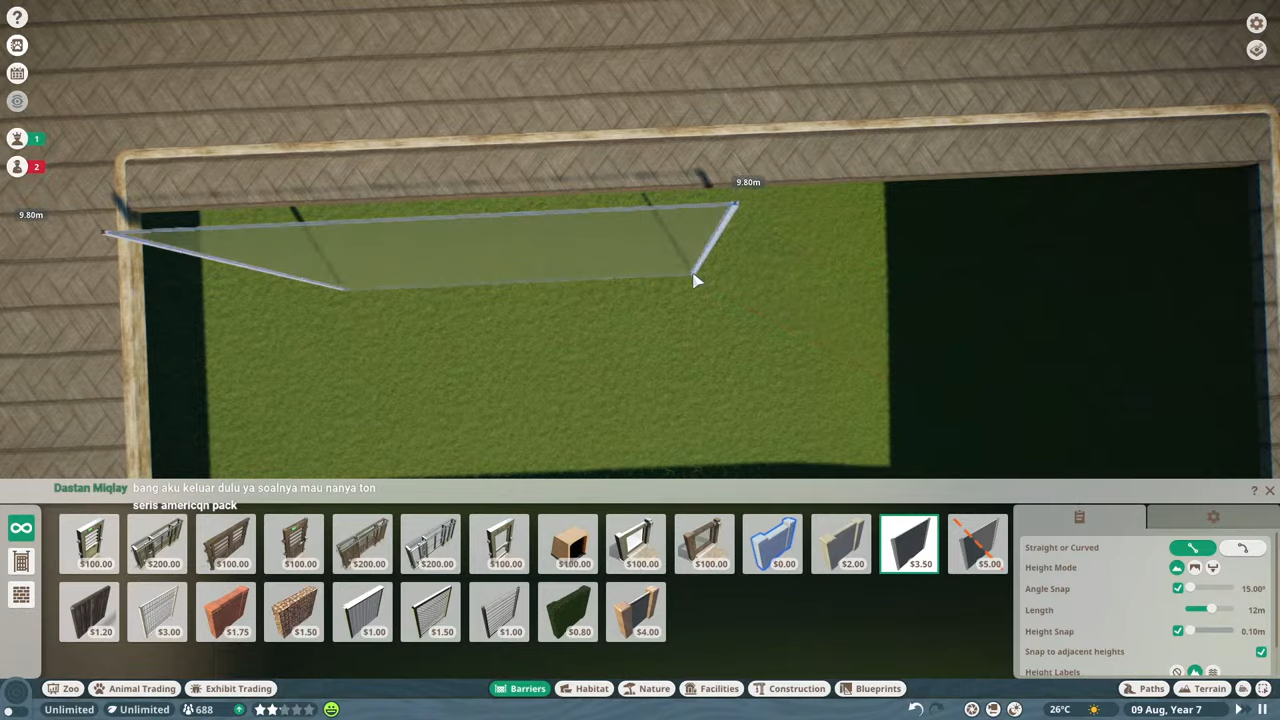 1
2
9.80m
9.80m
Dastan Miqlay bang aku keluar dulu ya soalnya mau nanya ton
seris americqn pack
$100.00 $200.00 $100.00 $100.00 $200.00 $200.00 $100.00 $100.00 $100.00 $100.00 $0.00 $2.00 $3.50 $5.00
$1.20 $3.00 $1.75 $1.50 $1.00 $1.50 $1.00 $0.80 $4.00
Straight or Curved
Height Mode
Angle Snap 15.00°
Length 12m
Height Snap 0.10m
Snap to adjacent heights
Height Labels
Zoo Animal Trading Exhibit Trading Barriers Habitat Nature Facilities Construction Blueprints Paths Terrain
Unlimited Unlimited 688 26°C 09 Aug, Year 7